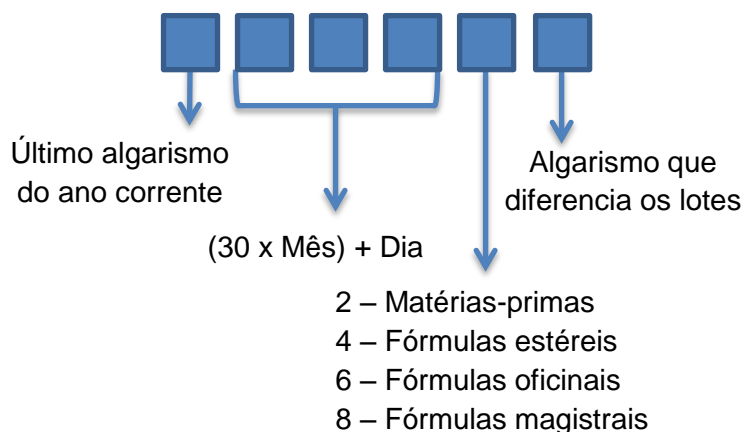 Último algarismo
do ano corrente
Algarismo que
diferencia os lotes
(30 x Mês) + Dia
2 – Matérias-primas
4 – Fórmulas estéreis
6 – Fórmulas oficinais
8 – Fórmulas magistrais